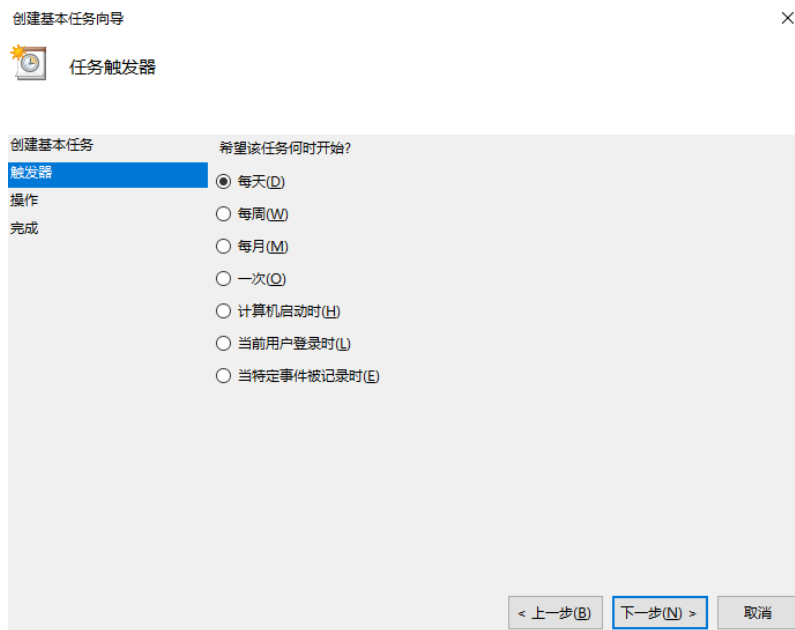 创建基本任务向导
任务触发器
创建基本任务
触发器
操作
完成
希望该任务何时开始?
每天(D)
每周(W)
每月(M)
一次(O)
计算机启动时(H)
当前用户登录时(L)
当特定事件被记录时(E)
< 上一步(B)
下一步(N) >
取消